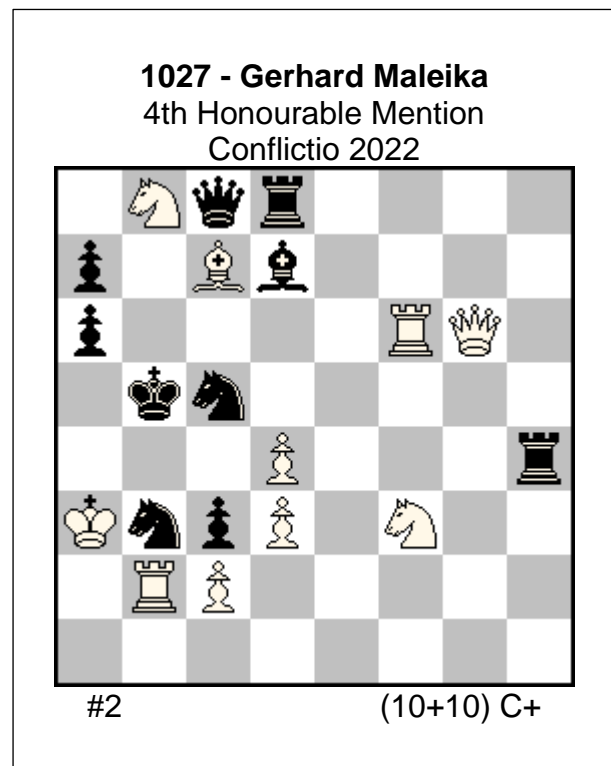 1027 - Gerhard Maleika
4th Honourable Mention
Conflictio 2022
#2 (10+10) C+